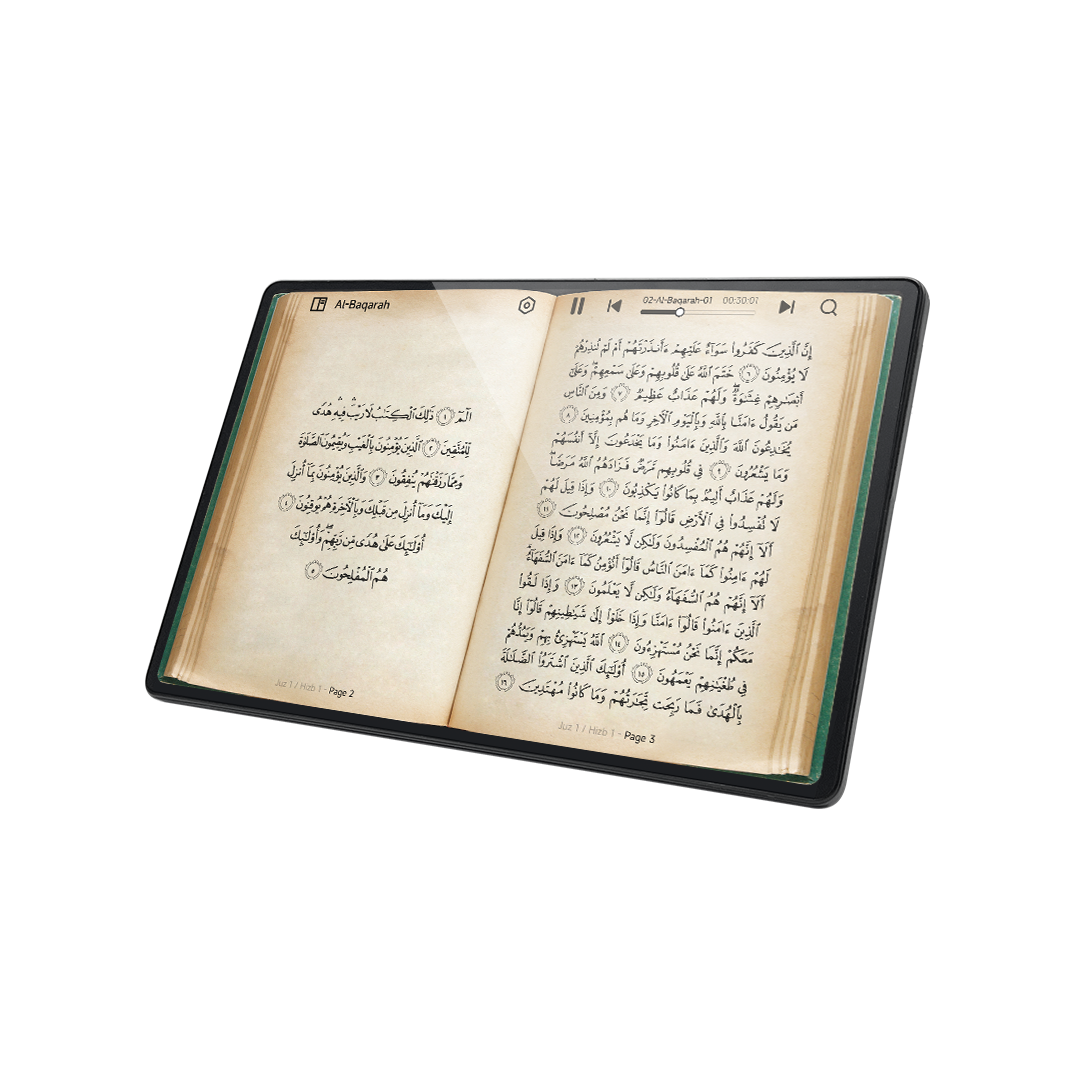 Al-Baqarah
02-Al-Baqarah-01 00:30:01
الٓمٓ ١ ذَٰلِكَ ٱلْكِتَٰبُ لَا رَيْبَ ۛ فِيهِ ۛ هُدًى
لِّلْمُتَّقِينَ ٢ ٱلَّذِينَ يُؤْمِنُونَ بِٱلْغَيْبِ وَيُقِيمُونَ ٱلصَّلَوٰةَ
وَمِمَّا رَزَقْنَٰهُمْ يُنفِقُونَ ٣ وَٱلَّذِينَ يُؤْمِنُونَ بِمَآ أُنزِلَ
إِلَيْكَ وَمَآ أُنزِلَ مِن قَبْلِكَ وَبِٱلْءَاخِرَةِ هُمْ يُوقِنُونَ ٤
أُو۟لَٰٓئِكَ عَلَىٰ هُدًى مِّن رَّبِّهِمْ ۖ وَأُو۟لَٰٓئِكَ
هُمُ ٱلْمُفْلِحُونَ ٥
Juz 1 / Hizb 1 - Page 2
إِنَّ ٱلَّذِينَ كَفَرُوا۟ سَوَآءٌ عَلَيْهِمْ ءَأَنذَرْتَهُمْ أَمْ لَمْ تُنذِرْهُمْ
لَا يُؤْمِنُونَ ٦ خَتَمَ ٱللَّهُ عَلَىٰ قُلُوبِهِمْ وَعَلَىٰ سَمْعِهِمْ ۖ وَعَلَىٰٓ
أَبْصَٰرِهِمْ غِشَٰوَةٌ ۖ وَلَهُمْ عَذَابٌ عَظِيمٌ ٧ وَمِنَ ٱلنَّاسِ
مَن يَقُولُ ءَامَنَّا بِٱللَّهِ وَبِٱلْيَوْمِ ٱلْءَاخِرِ وَمَا هُم بِمُؤْمِنِينَ ٨
يُخَٰدِعُونَ ٱللَّهَ وَٱلَّذِينَ ءَامَنُوا۟ وَمَا يَخْدَعُونَ إِلَّآ أَنفُسَهُمْ
وَمَا يَشْعُرُونَ ٩ فِى قُلُوبِهِم مَّرَضٌ فَزَادَهُمُ ٱللَّهُ مَرَضًا ۖ
وَلَهُمْ عَذَابٌ أَلِيمٌۢ بِمَا كَانُوا۟ يَكْذِبُونَ ١٠ وَإِذَا قِيلَ لَهُمْ
لَا تُفْسِدُوا۟ فِى ٱلْأَرْضِ قَالُوٓا۟ إِنَّمَا نَحْنُ مُصْلِحُونَ ١١
أَلَآ إِنَّهُمْ هُمُ ٱلْمُفْسِدُونَ وَلَٰكِن لَّا يَشْعُرُونَ ١٢ وَإِذَا قِيلَ
لَهُمْ ءَامِنُوا۟ كَمَآ ءَامَنَ ٱلنَّاسُ قَالُوٓا۟ أَنُؤْمِنُ كَمَآ ءَامَنَ ٱلسُّفَهَآءُ ۗ
أَلَآ إِنَّهُمْ هُمُ ٱلسُّفَهَآءُ وَلَٰكِن لَّا يَعْلَمُونَ ١٣ وَإِذَا لَقُوا۟
ٱلَّذِينَ ءَامَنُوا۟ قَالُوٓا۟ ءَامَنَّا وَإِذَا خَلَوْا۟ إِلَىٰ شَيَٰطِينِهِمْ قَالُوٓا۟ إِنَّا
مَعَكُمْ إِنَّمَا نَحْنُ مُسْتَهْزِءُونَ ١٤ ٱللَّهُ يَسْتَهْزِئُ بِهِمْ وَيَمُدُّهُمْ
فِى طُغْيَٰنِهِمْ يَعْمَهُونَ ١٥ أُو۟لَٰٓئِكَ ٱلَّذِينَ ٱشْتَرَوُا۟ ٱلضَّلَٰلَةَ
بِٱلْهُدَىٰ فَمَا رَبِحَت تِّجَٰرَتُهُمْ وَمَا كَانُوا۟ مُهْتَدِينَ ١٦
Juz 1 / Hizb 1 - Page 3